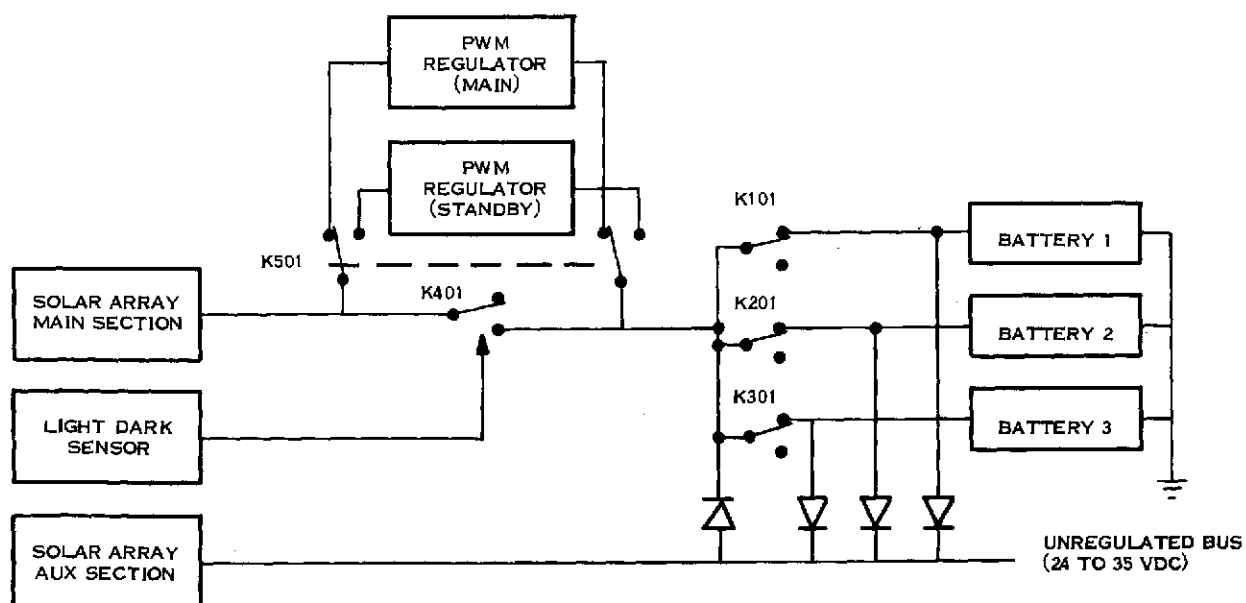 PWM
REGULATOR
(MAIN)
PWM
REGULATOR
(STANDBY)
K501
K401
K101
K201
K301
SOLAR ARRAY
MAIN SECTION
LIGHT DARK
SENSOR
SOLAR ARRAY
AUX SECTION
BATTERY 1
BATTERY 2
BATTERY 3
UNREGULATED BUS
(24 TO 35 VDC)